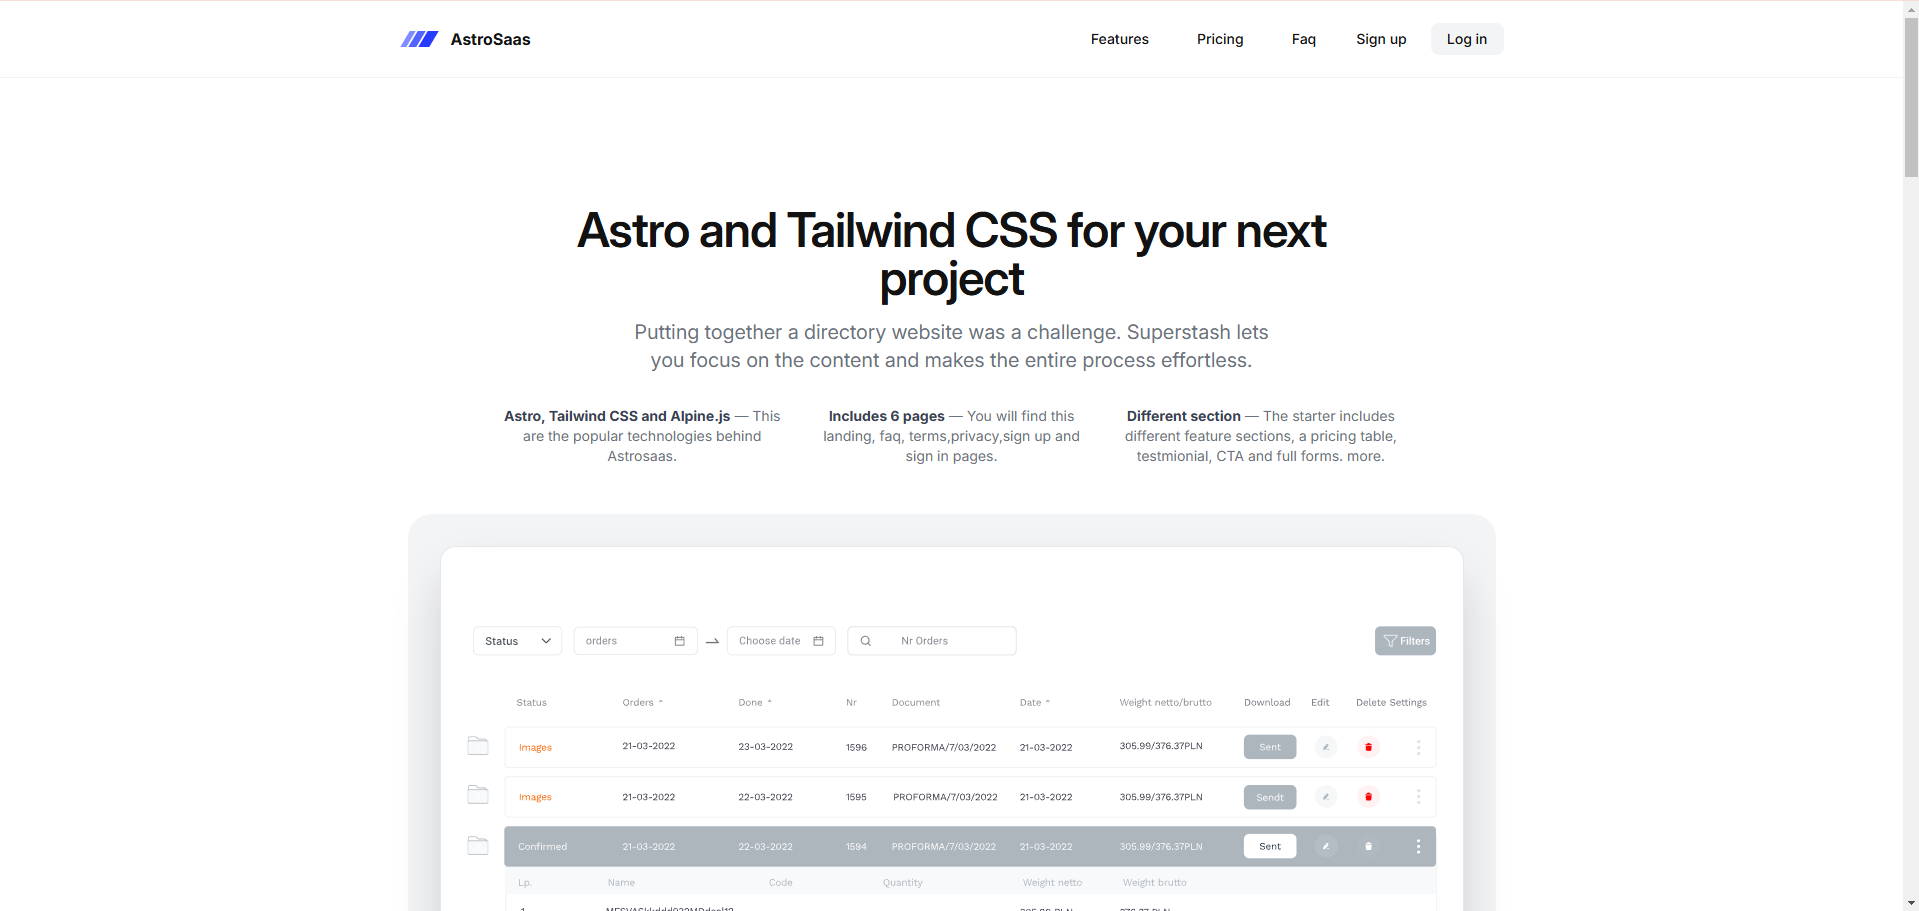 AstroSaas
Features Pricing Faq Sign up Log in
Astro and Tailwind CSS for your next
project
Putting together a directory website was a challenge. Superstash lets
you focus on the content and makes the entire process effortless.
Astro, Tailwind CSS and Alpine.js — This
are the popular technologies behind
Astrosaas.
Includes 6 pages — You will find this
landing, faq, terms,privacy,sign up and
sign in pages.
Different section — The starter includes
different feature sections, a pricing table,
testmionial, CTA and full forms. more.
Status orders Choose date Nr Orders Filters
Status Orders Done Nr Document Date Weight netto/brutto Download Edit Delete Settings
Images 21-03-2022 23-03-2022 1596 PROFORMA/7/03/2022 21-03-2022 305.99/376.37PLN Sent
Images 21-03-2022 22-03-2022 1595 PROFORMA/7/03/2022 21-03-2022 305.99/376.37PLN Sendt
Confirmed 21-03-2022 22-03-2022 1594 PROFORMA/7/03/2022 21-03-2022 305.99/376.37PLN Sent
Lp. Name Code Quantity Weight netto Weight brutto